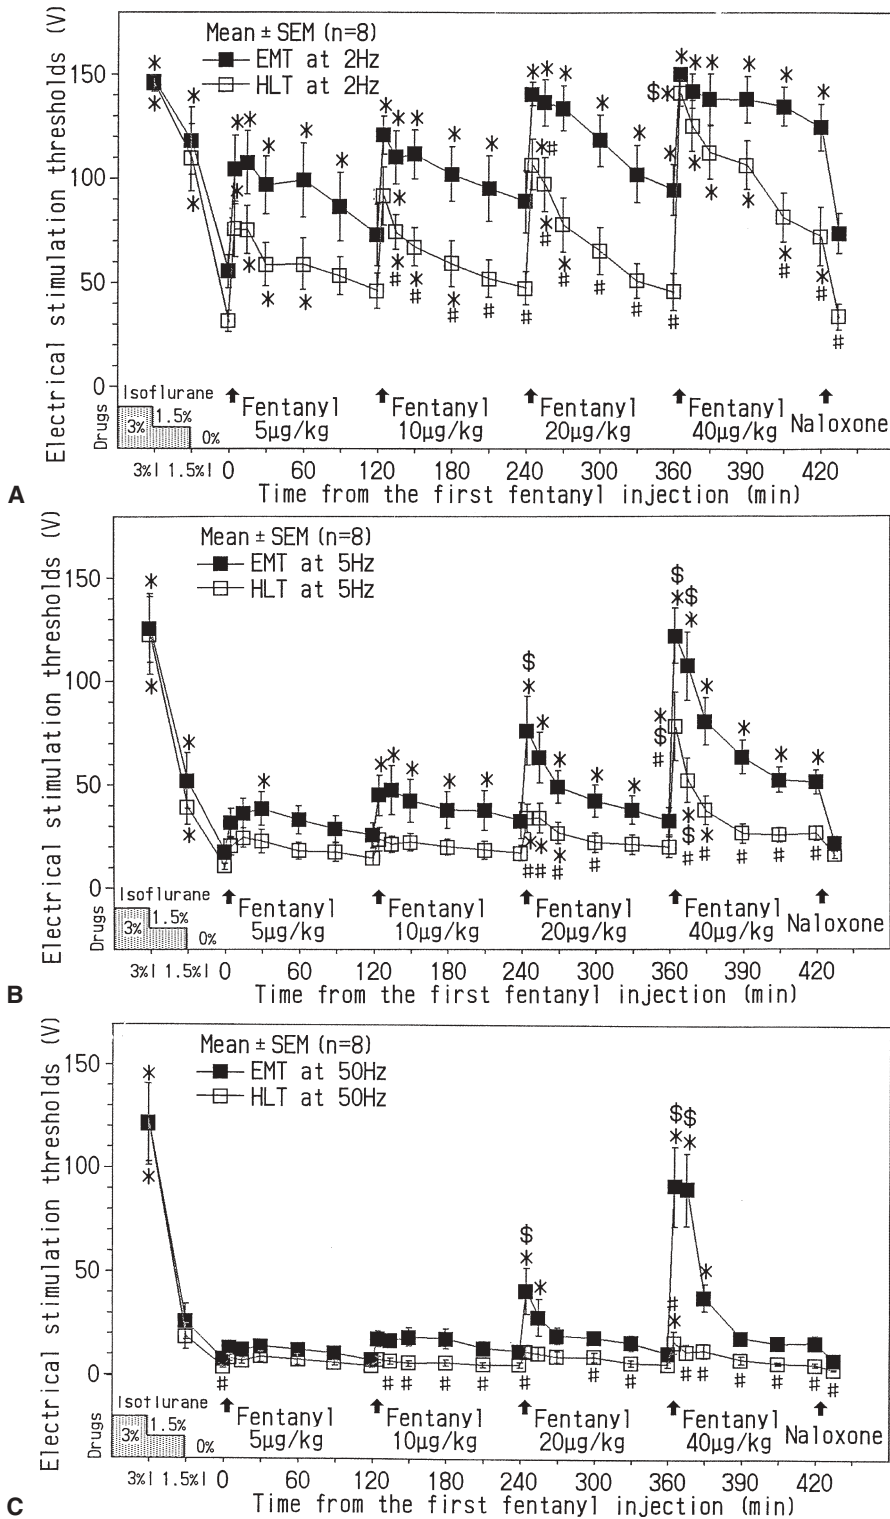 Electrical stimulation thresholds (V)
Mean ± SEM (n=8)
EMT at 2Hz
HLT at 2Hz
150
100
50
0
Drugs
Isoflurane
3%
1.5%
0%
Fentanyl
5μg/kg
Fentanyl
10μg/kg
Fentanyl
20μg/kg
Fentanyl
40μg/kg
Naloxone
3% 1.5% 0 60 120 180 240 300 360 390 420
Time from the first fentanyl injection (min)
A
Electrical stimulation thresholds (V)
Mean ± SEM (n=8)
EMT at 5Hz
HLT at 5Hz
150
100
50
0
Drugs
Isoflurane
3%
1.5%
0%
Fentanyl
5μg/kg
Fentanyl
10μg/kg
Fentanyl
20μg/kg
Fentanyl
40μg/kg
Naloxone
3% 1.5% 0 60 120 180 240 300 360 390 420
Time from the first fentanyl injection (min)
B
Electrical stimulation thresholds (V)
Mean ± SEM (n=8)
EMT at 50Hz
HLT at 50Hz
150
100
50
0
Drugs
Isoflurane
3%
1.5%
0%
Fentanyl
5μg/kg
Fentanyl
10μg/kg
Fentanyl
20μg/kg
Fentanyl
40μg/kg
Naloxone
3% 1.5% 0 60 120 180 240 300 360 390 420
Time from the first fentanyl injection (min)
C